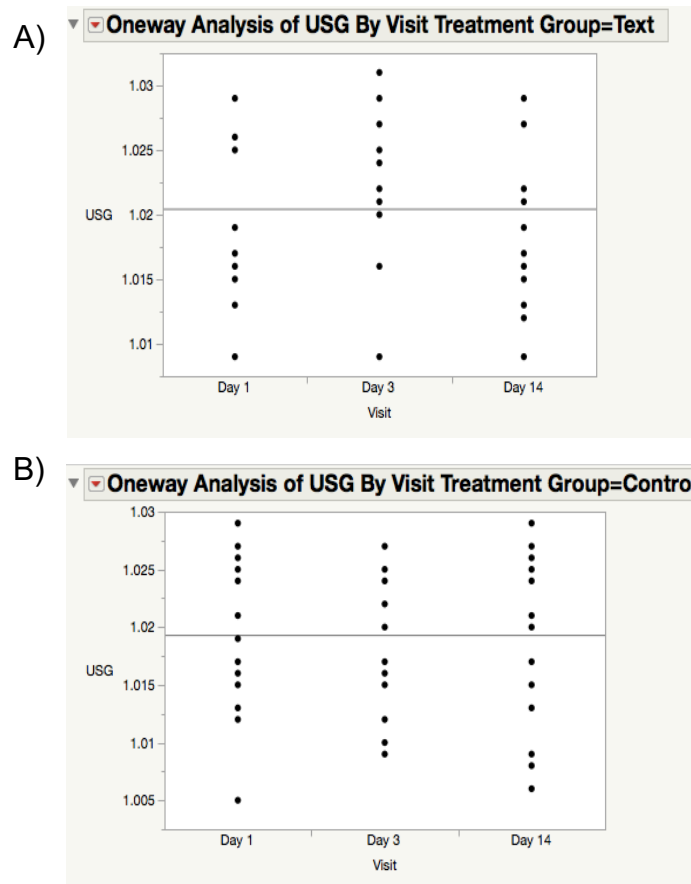 A)
Oneway Analysis of USG By Visit Treatment Group=Text
1.03
1.025
USG 1.02
1.015
1.01
Day 1 Day 3 Day 14
Visit
B)
Oneway Analysis of USG By Visit Treatment Group=Contro
1.03
1.025
1.02
USG
1.015
1.01
1.005
Day 1 Day 3 Day 14
Visit